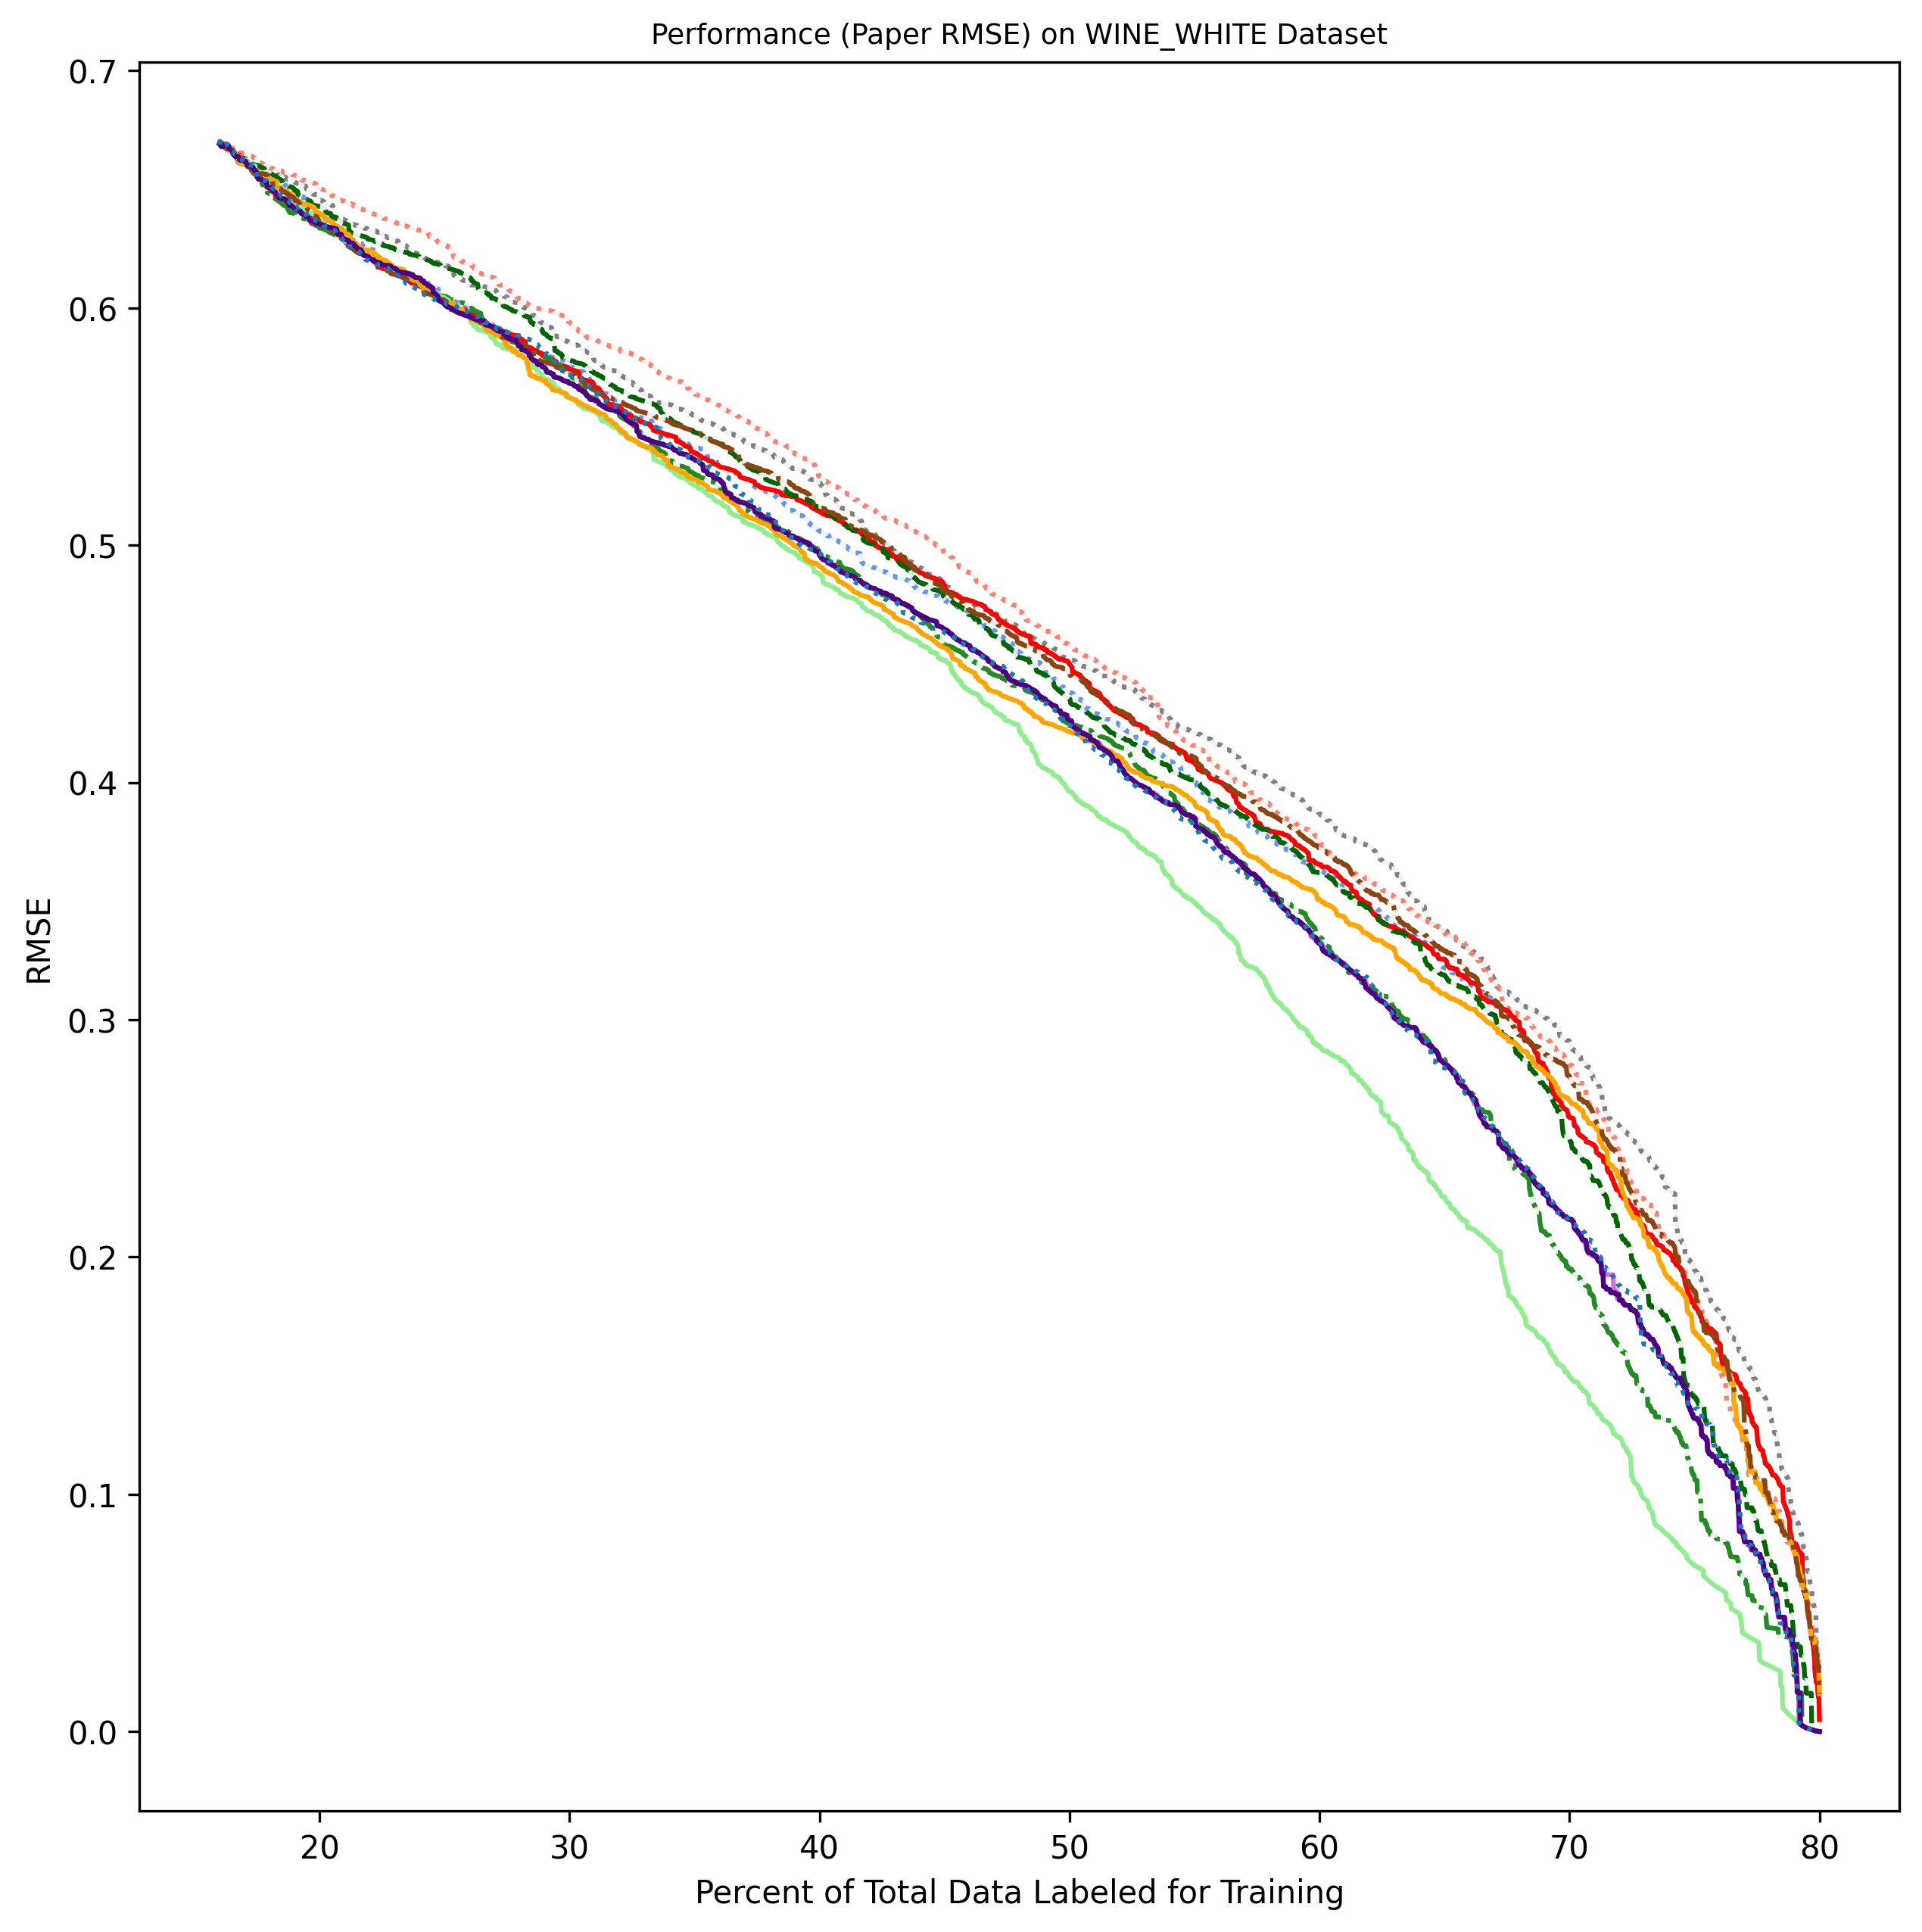 Performance (Paper RMSE) on WINE_WHITE Dataset
0.7
0.6
0.5
0.4
0.3
0.2
0.1
0.0
RMSE
20 30 40 50 60 70 80
Percent of Total Data Labeled for Training